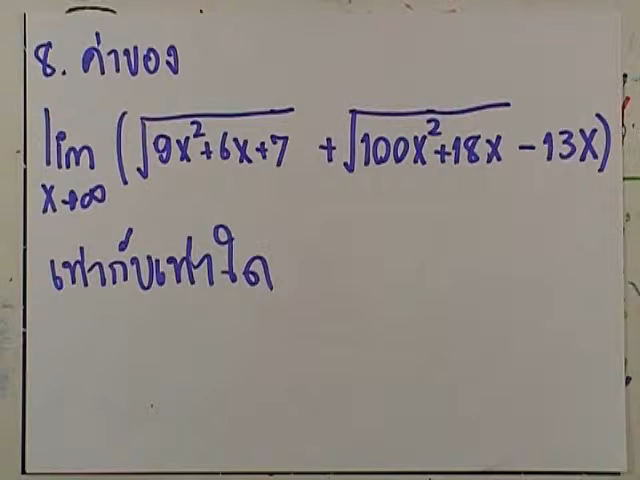 8. ค่าของ
lim (√9x²+6x+7 + √100x²+18x - 13x)
x→∞
เท่ากับเท่าใด